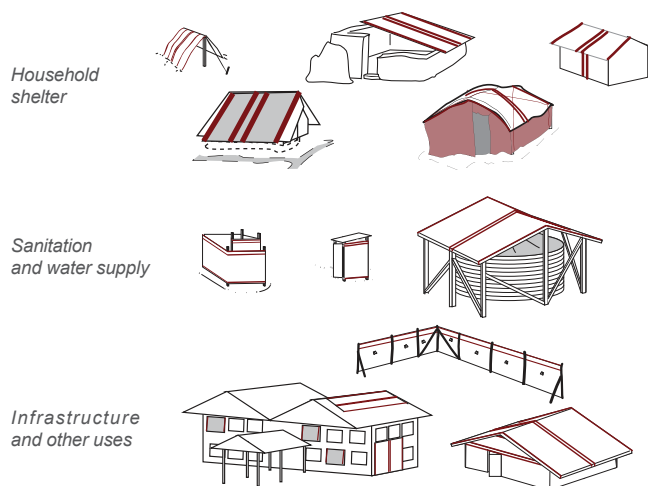 Household
shelter
Sanitation
and water supply
Infrastructure
and other uses